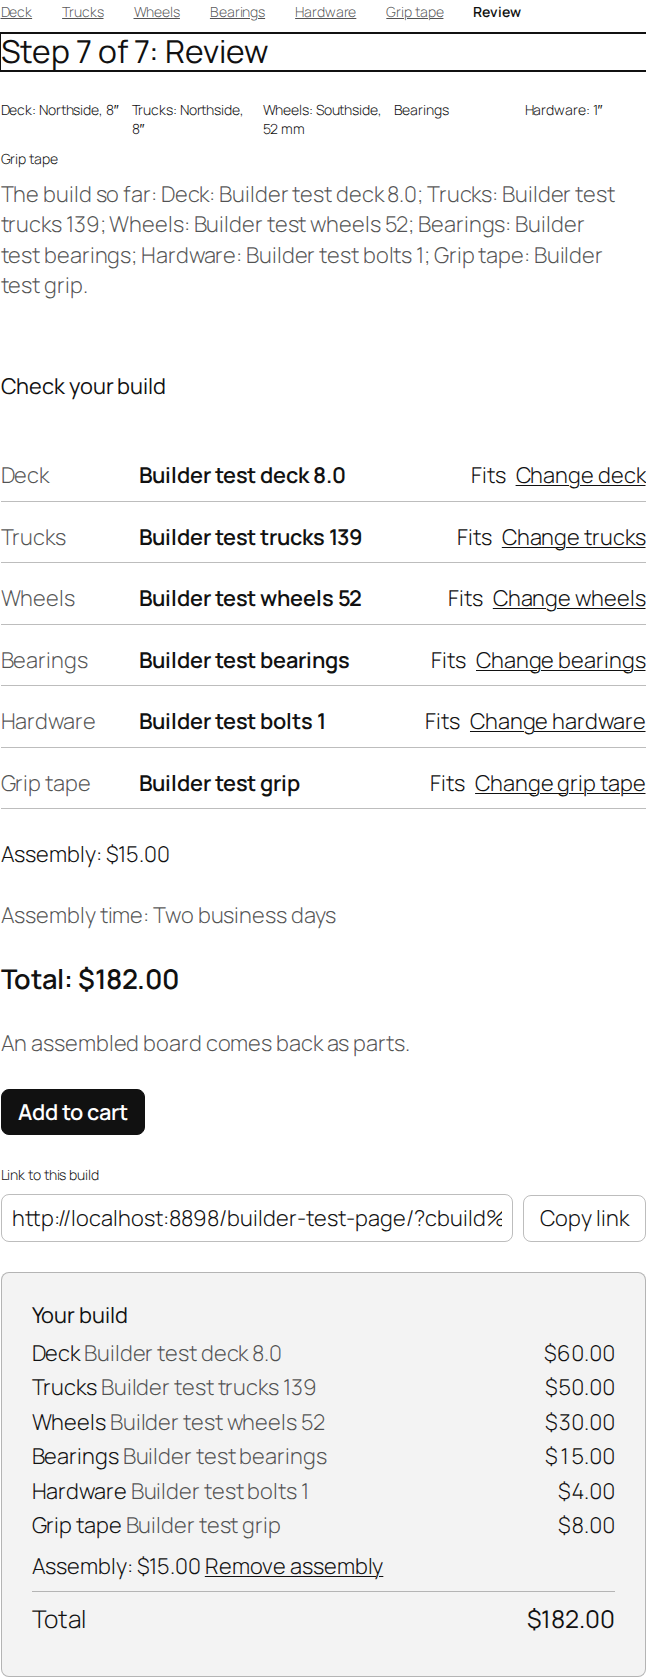 Deck Trucks Wheels Bearings Hardware Grip tape Review
Step 7 of 7: Review
Deck: Northside, 8″ Trucks: Northside, 8″ Wheels: Southside, 52 mm Bearings Hardware: 1″
Grip tape
The build so far: Deck: Builder test deck 8.0; Trucks: Builder test
trucks 139; Wheels: Builder test wheels 52; Bearings: Builder
test bearings; Hardware: Builder test bolts 1; Grip tape: Builder
test grip.
Check your build
Deck Builder test deck 8.0 Fits Change deck
Trucks Builder test trucks 139 Fits Change trucks
Wheels Builder test wheels 52 Fits Change wheels
Bearings Builder test bearings Fits Change bearings
Hardware Builder test bolts 1 Fits Change hardware
Grip tape Builder test grip Fits Change grip tape
Assembly: $15.00
Assembly time: Two business days
Total: $182.00
An assembled board comes back as parts.
Add to cart
Link to this build
http://localhost:8898/builder-test-page/?cbuild% Copy link
Your build
Deck Builder test deck 8.0 $60.00
Trucks Builder test trucks 139 $50.00
Wheels Builder test wheels 52 $30.00
Bearings Builder test bearings $15.00
Hardware Builder test bolts 1 $4.00
Grip tape Builder test grip $8.00
Assembly: $15.00 Remove assembly
Total $182.00